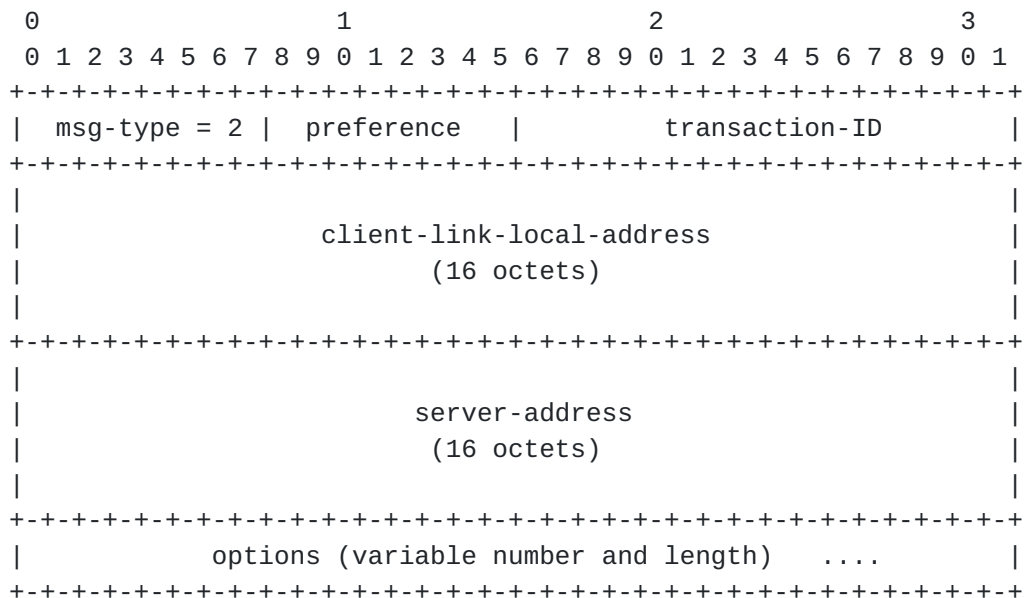 0                   1                   2                   3
 0 1 2 3 4 5 6 7 8 9 0 1 2 3 4 5 6 7 8 9 0 1 2 3 4 5 6 7 8 9 0 1
+-+-+-+-+-+-+-+-+-+-+-+-+-+-+-+-+-+-+-+-+-+-+-+-+-+-+-+-+-+-+-+-+
|  msg-type = 2 |  preference   |         transaction-ID        |
+-+-+-+-+-+-+-+-+-+-+-+-+-+-+-+-+-+-+-+-+-+-+-+-+-+-+-+-+-+-+-+-+
|                                                               |
|                   client-link-local-address                   |
|                          (16 octets)                          |
|                                                               |
+-+-+-+-+-+-+-+-+-+-+-+-+-+-+-+-+-+-+-+-+-+-+-+-+-+-+-+-+-+-+-+-+
|                                                               |
|                         server-address                        |
|                          (16 octets)                          |
|                                                               |
+-+-+-+-+-+-+-+-+-+-+-+-+-+-+-+-+-+-+-+-+-+-+-+-+-+-+-+-+-+-+-+-+
|            options (variable number and length)   ....        |
+-+-+-+-+-+-+-+-+-+-+-+-+-+-+-+-+-+-+-+-+-+-+-+-+-+-+-+-+-+-+-+-+